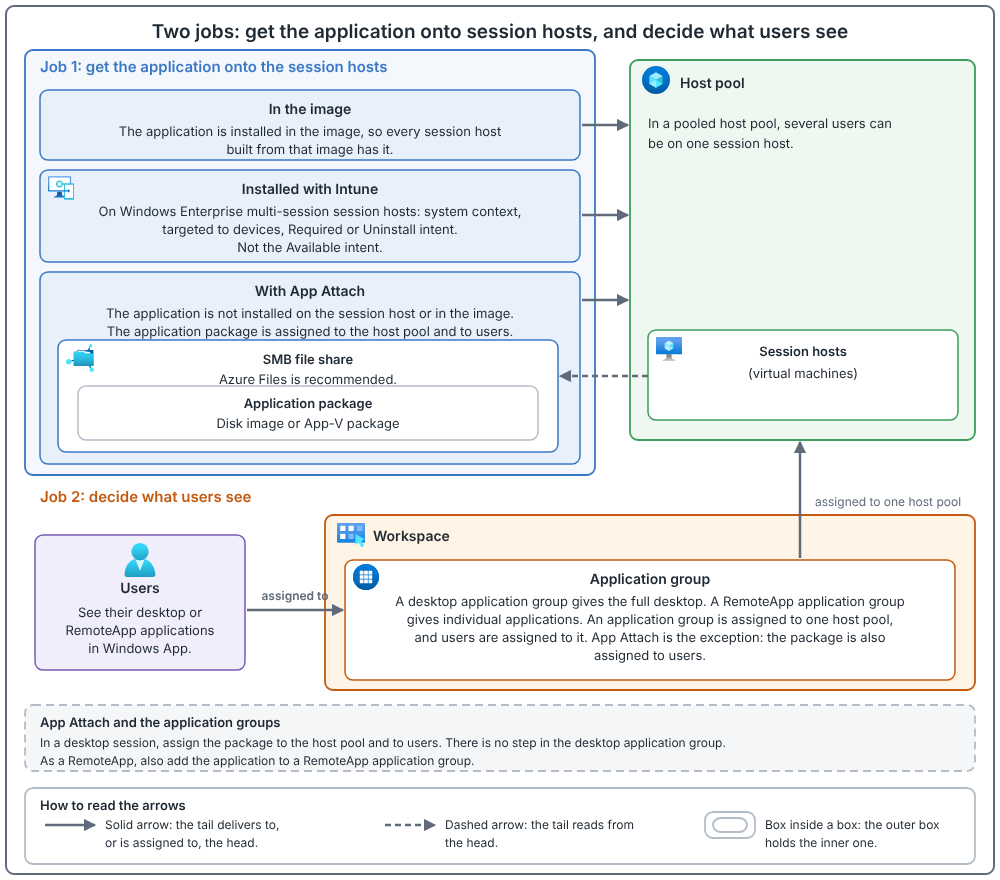 Two jobs: get the application onto session hosts, and decide what users see
Job 1: get the application onto the session hosts
In the image
The application is installed in the image, so every session host
built from that image has it.
Installed with Intune
On Windows Enterprise multi-session session hosts: system context,
targeted to devices, Required or Uninstall intent.
Not the Available intent.
With App Attach
The application is not installed on the session host or in the image.
The application package is assigned to the host pool and to users.
SMB file share
Azure Files is recommended.
Application package
Disk image or App-V package
Host pool
In a pooled host pool, several users can
be on one session host.
Session hosts
(virtual machines)
Job 2: decide what users see
assigned to one host pool
Users
See their desktop or
RemoteApp applications
in Windows App.
assigned to
Workspace
Application group
A desktop application group gives the full desktop. A RemoteApp application group
gives individual applications. An application group is assigned to one host pool,
and users are assigned to it. App Attach is the exception: the package is also
assigned to users.
App Attach and the application groups
In a desktop session, assign the package to the host pool and to users. There is no step in the desktop application group.
As a RemoteApp, also add the application to a RemoteApp application group.
How to read the arrows
Solid arrow: the tail delivers to,
or is assigned to, the head.
Dashed arrow: the tail reads from
the head.
Box inside a box: the outer box
holds the inner one.